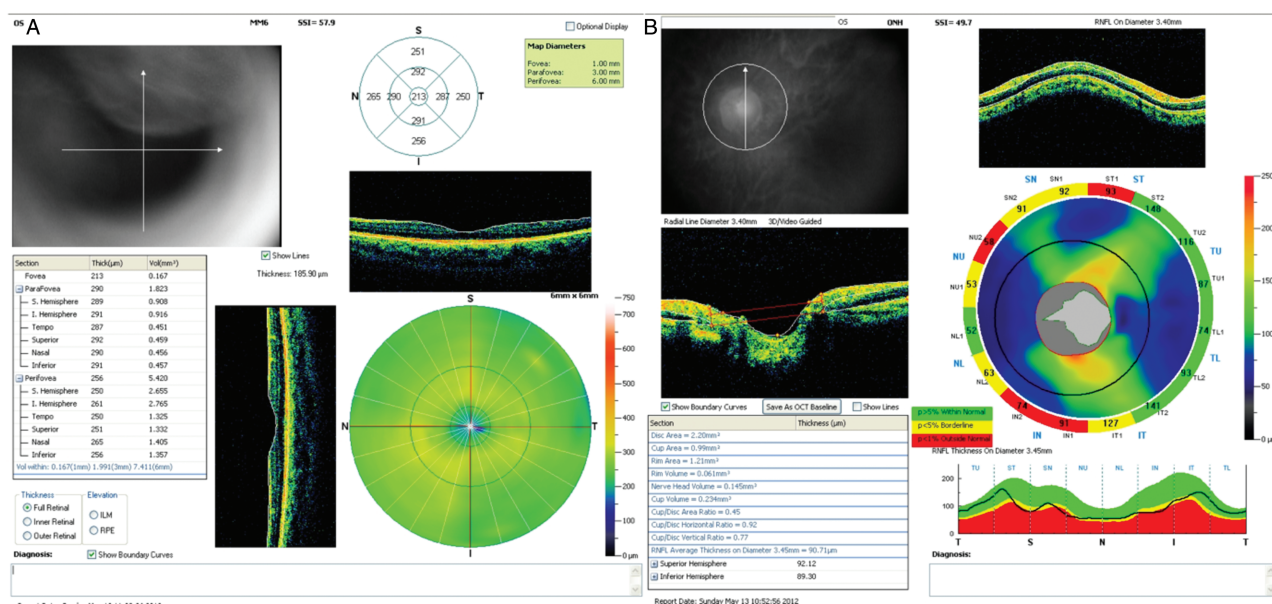 OS
A
MM6
SSI= 57.9
Optional Display
Map Diameters
Fovea: 1.00 mm
Parafovea: 3.00 mm
Perifovea: 6.00 mm
S
251
292
N 265 290 213 287 250 T
291
256
I
Show Lines
Thickness: 185.90 µm
Section Thick(µm) Vol(mm³)
Fovea 213 0.167
ParaFovea 290 1.823
S. Hemisphere 289 0.908
I. Hemisphere 291 0.916
Tempo 287 0.451
Superior 292 0.459
Nasal 290 0.456
Inferior 291 0.457
Perifovea 256 5.420
S. Hemisphere 250 2.655
I. Hemisphere 261 2.765
Tempo 250 1.325
Superior 251 1.332
Nasal 265 1.405
Inferior 256 1.357
Vol within: 0.167(1mm) 1.991(3mm) 7.411(6mm)
6mm x 6mm
S
N
T
I
750
700
600
500
400
300
200
100
0 µm
Thickness
Full Retinal
Inner Retinal
Outer Retinal
Elevation
ILM
RPE
Diagnosis:
Show Boundary Curves
B
OS
ONH
SSI= 49.7
RNFL On Diameter 3.40mm
Radial Line Diameter 3.40mm 3D/Video Guided
Show Boundary Curves
Save As OCT Baseline
Show Lines
Section Thickness (µm)
Disc Area = 2.20mm²
Cup Area = 0.99mm²
Rim Area = 1.21mm²
Rim Volume = 0.061mm³
Nerve Head Volume = 0.145mm³
Cup Volume = 0.234mm³
Cup/Disc Area Ratio = 0.45
Cup/Disc Horizontal Ratio = 0.92
Cup/Disc Vertical Ratio = 0.77
RNFL Average Thickness on Diameter 3.45mm = 90.71µm
Superior Hemisphere 92.12
Inferior Hemisphere 89.30
Report Date: Sunday May 13 10:52:56 2012
SN SN1 ST1 ST
92 93
SN2 91
148 ST2
NU2 58
116 TU2
NU
TU
NU1 53
87 TU1
NL1 52
74 TL1
NL
TL
63
93 TL2
IN2 74
141 IT2
91 127
IN IN1 IT1 IT
250
200
150
100
50
p>5% Within Normal
p<5% Borderline
p<1% Outside Normal
RNFL Thickness On Diameter 3.45mm
TU ST SN NU NL IN IT TL
200
100
0
T S N I T
Diagnosis: